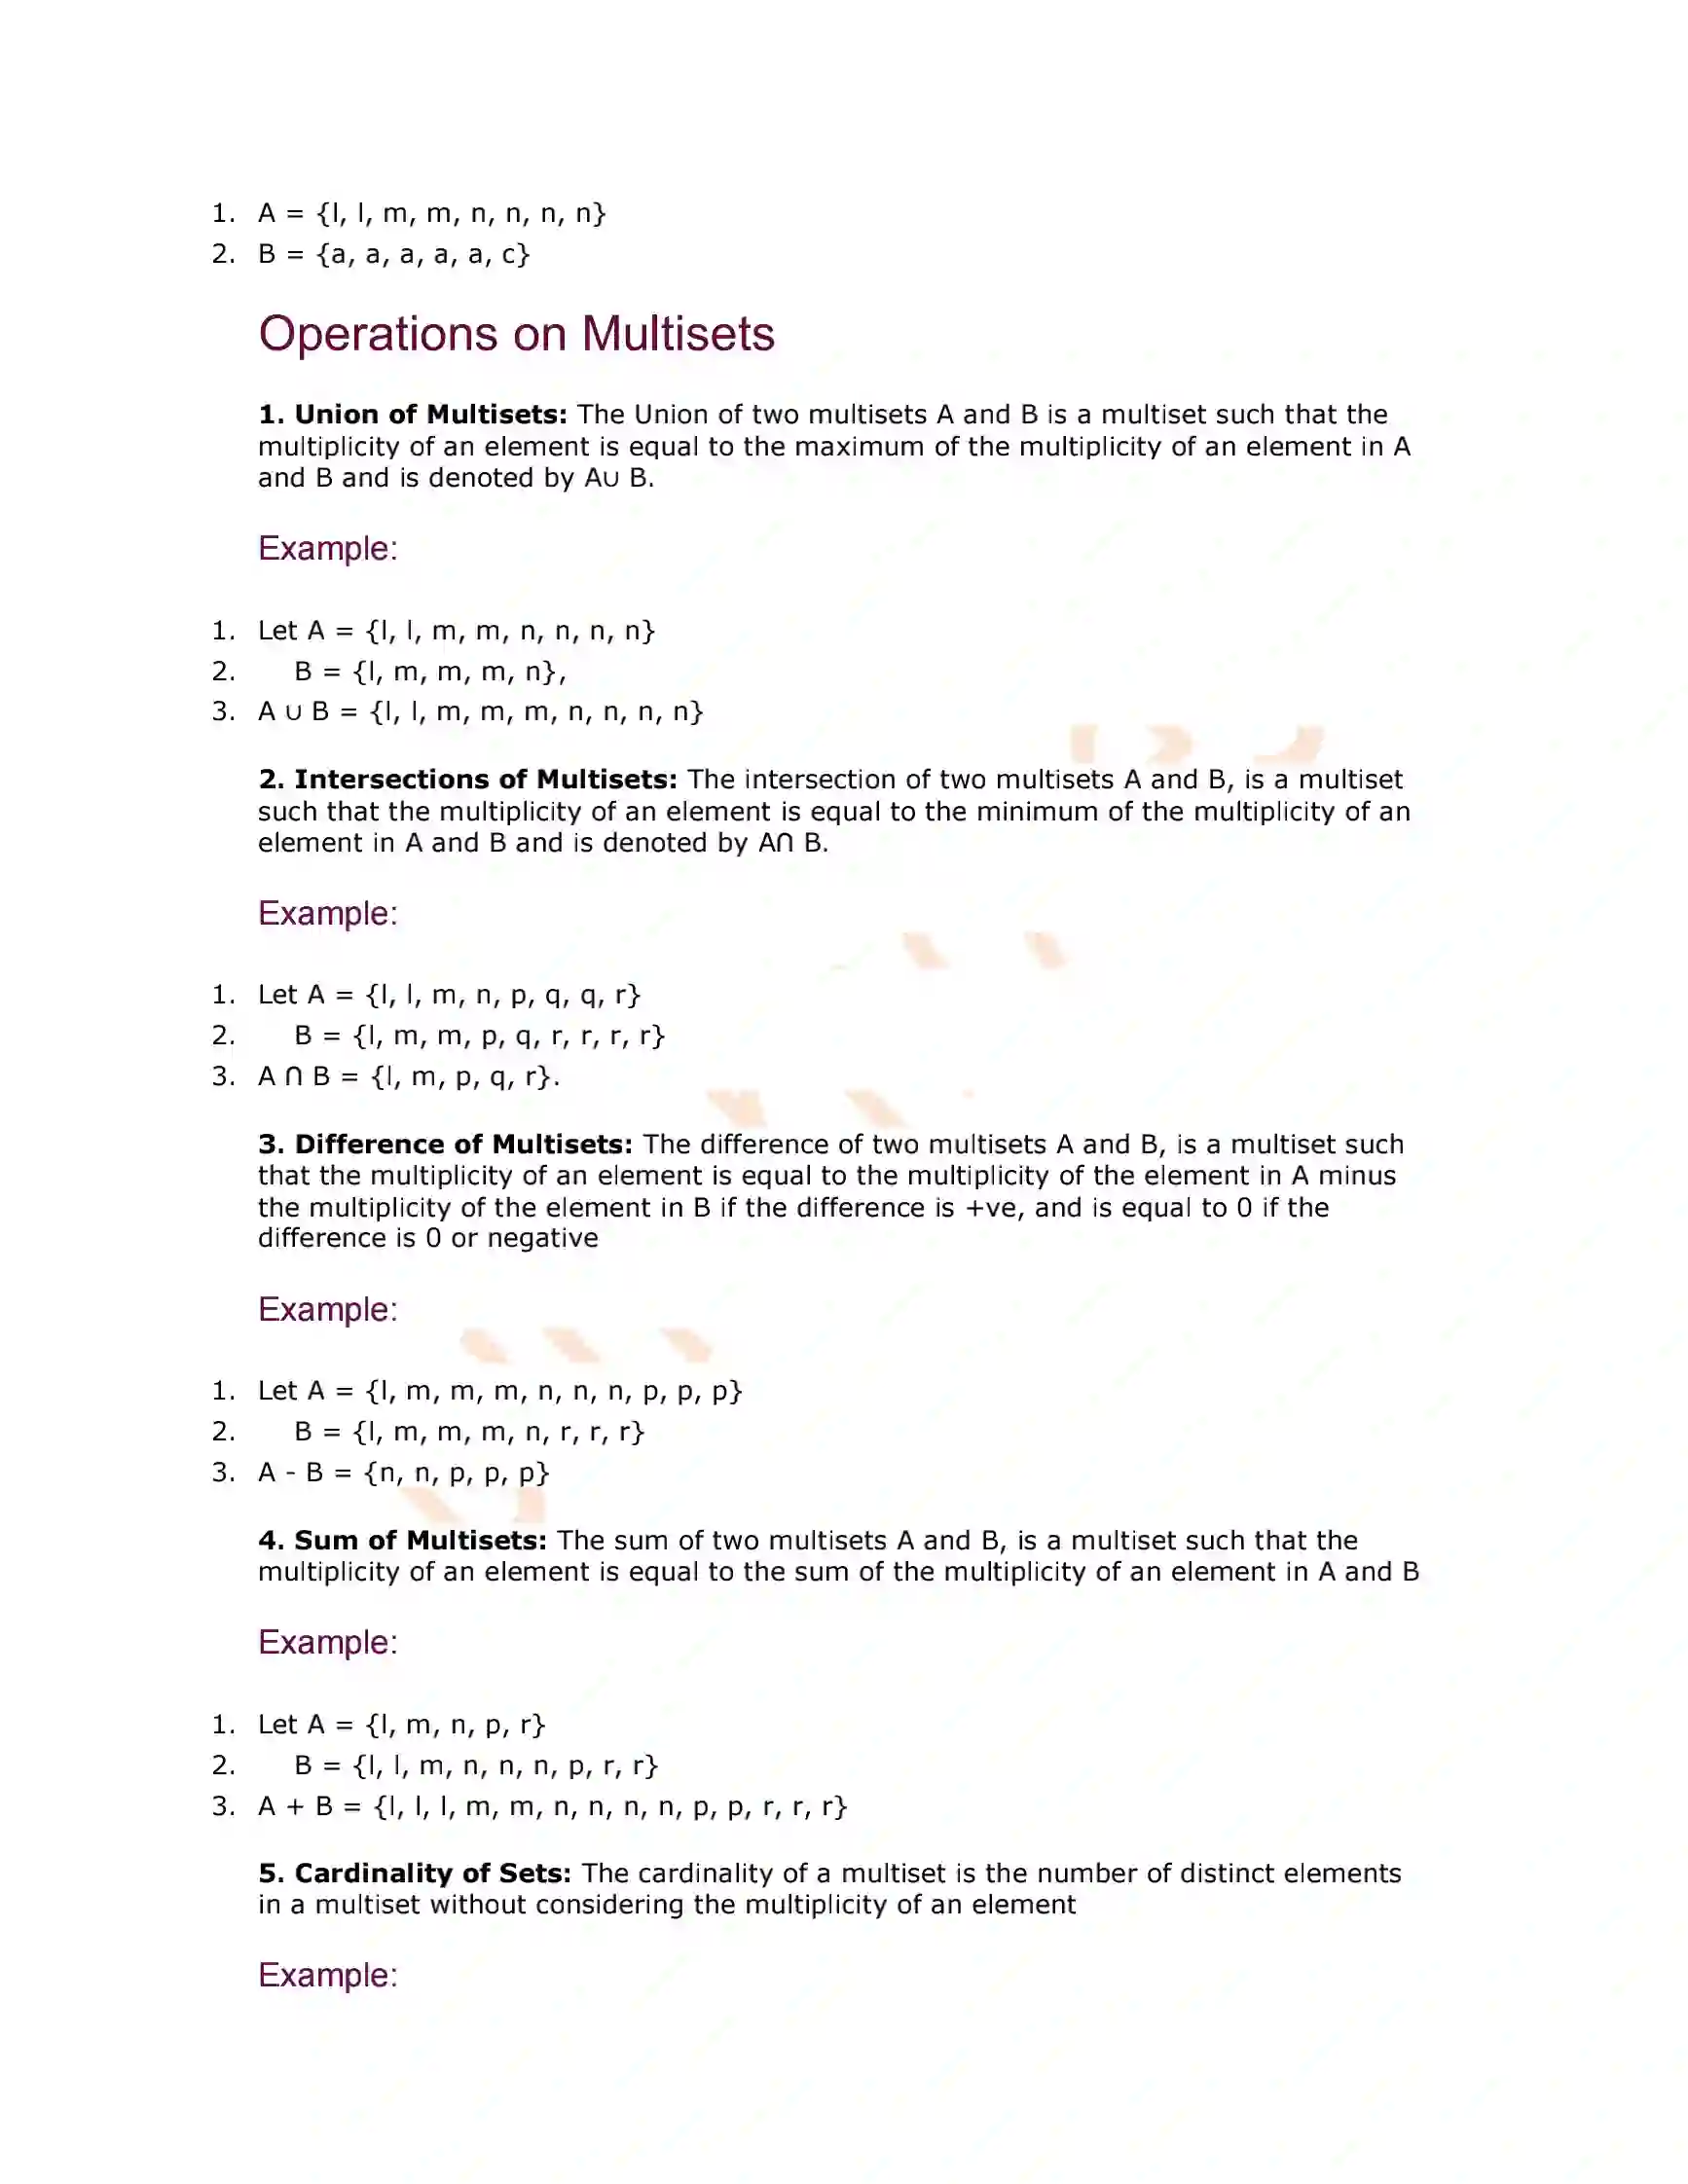 1. A = {l, l, m, m, n, n, n, n}
2. B = {a, a, a, a, a, c}
Operations on Multisets
1. Union of Multisets: The Union of two multisets A and B is a multiset such that the
multiplicity of an element is equal to the maximum of the multiplicity of an element in A
and B and is denoted by A∪ B.
Example:
1. Let A = {l, l, m, m, n, n, n, n}
2. B = {l, m, m, m, n},
3. A ∪ B = {l, l, m, m, m, n, n, n, n}
2. Intersections of Multisets: The intersection of two multisets A and B, is a multiset
such that the multiplicity of an element is equal to the minimum of the multiplicity of an
element in A and B and is denoted by A∩ B.
Example:
1. Let A = {l, l, m, n, p, q, q, r}
2. B = {l, m, m, p, q, r, r, r, r}
3. A ∩ B = {l, m, p, q, r}.
3. Difference of Multisets: The difference of two multisets A and B, is a multiset such
that the multiplicity of an element is equal to the multiplicity of the element in A minus
the multiplicity of the element in B if the difference is +ve, and is equal to 0 if the
difference is 0 or negative
Example:
1. Let A = {l, m, m, m, n, n, n, p, p, p}
2. B = {l, m, m, m, n, r, r, r}
3. A - B = {n, n, p, p, p}
4. Sum of Multisets: The sum of two multisets A and B, is a multiset such that the
multiplicity of an element is equal to the sum of the multiplicity of an element in A and B
Example:
1. Let A = {l, m, n, p, r}
2. B = {l, l, m, n, n, n, p, r, r}
3. A + B = {l, l, l, m, m, n, n, n, n, p, p, r, r, r}
5. Cardinality of Sets: The cardinality of a multiset is the number of distinct elements
in a multiset without considering the multiplicity of an element
Example: